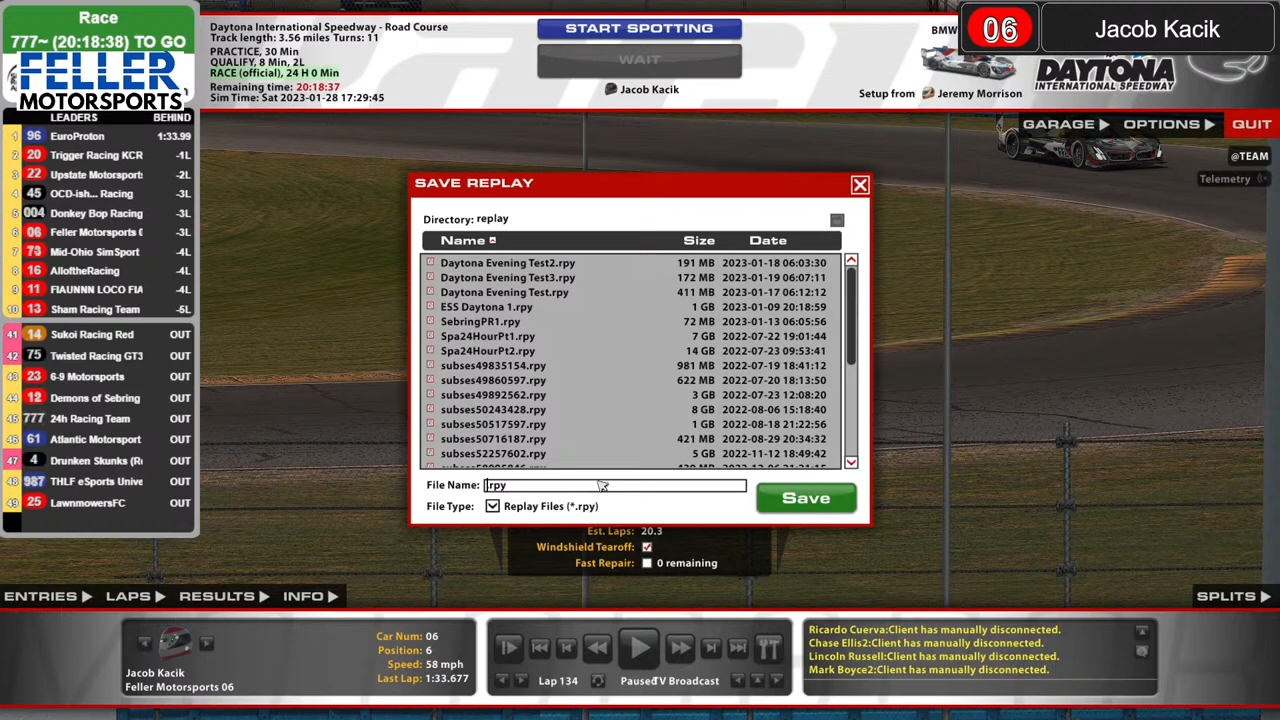 Race
777~ (20:18:38) TO GO
FELLER
MOTORSPORTS
LEADERS BEHIND
1 96 EuroProton 1:33.99
2 20 Trigger Racing KCR -1L
3 22 Upstate Motorsport: -2L
4 45 OCD-ish... Racing -3L
5 004 Donkey Bop Racing -3L
6 06 Feller Motorsports 0 -3L
7 73 Mid-Ohio SimSport -4L
8 16 AlloftheRacing -4L
9 11 FIAUNNN LOCO FIA -4L
10 13 Sham Racing Team -5L
41 14 Sukoi Racing Red OUT
42 75 Twisted Racing GT3 OUT
43 23 6-9 Motorsports OUT
44 12 Demons of Sebring OUT
45 777 24h Racing Team OUT
46 61 Atlantic Motorsport OUT
47 4 Drunken Skunks (R OUT
48 987 THLF eSports Unive OUT
49 25 LawnmowersFC OUT
Daytona International Speedway - Road Course
Track length: 3.56 miles Turns: 11
PRACTICE, 30 Min
QUALIFY, 8 Min, 2L
RACE (official), 24 H 0 Min
Remaining time: 20:18:37
Sim Time: Sat 2023-01-28 17:29:45
START SPOTTING
WAIT
Jacob Kacik
BMW
Setup from Jeremy Morrison
06 Jacob Kacik
DAYTONA
INTERNATIONAL SPEEDWAY
GARAGE OPTIONS QUIT
@TEAM
Telemetry
SAVE REPLAY
Directory: replay
Name Size Date
Daytona Evening Test2.rpy 191 MB 2023-01-18 06:03:30
Daytona Evening Test3.rpy 172 MB 2023-01-19 06:07:11
Daytona Evening Test.rpy 411 MB 2023-01-17 06:12:12
ESS Daytona 1.rpy 1 GB 2023-01-09 20:18:59
SebringPR1.rpy 72 MB 2023-01-13 06:05:56
Spa24HourPt1.rpy 7 GB 2022-07-22 19:01:44
Spa24HourPt2.rpy 14 GB 2022-07-23 09:53:41
subses49835154.rpy 981 MB 2022-07-19 18:41:12
subses49860597.rpy 622 MB 2022-07-20 18:13:50
subses49892562.rpy 3 GB 2022-07-23 12:08:20
subses50243428.rpy 8 GB 2022-08-06 15:18:40
subses50517597.rpy 1 GB 2022-08-18 21:22:56
subses50716187.rpy 421 MB 2022-08-29 20:34:32
subses52257602.rpy 5 GB 2022-11-12 18:49:42
File Name: .rpy
Save
File Type: Replay Files (*.rpy)
Est. Laps: 20.3
Windshield Tearoff:
Fast Repair: 0 remaining
ENTRIES LAPS RESULTS INFO SPLITS
Jacob Kacik
Feller Motorsports 06
Car Num: 06
Position: 6
Speed: 58 mph
Last Lap: 1:33.677
Lap 134 Paused TV Broadcast
Ricardo Cuerva:Client has manually disconnected.
Chase Ellis2:Client has manually disconnected.
Lincoln Russell:Client has manually disconnected.
Mark Boyce2:Client has manually disconnected.